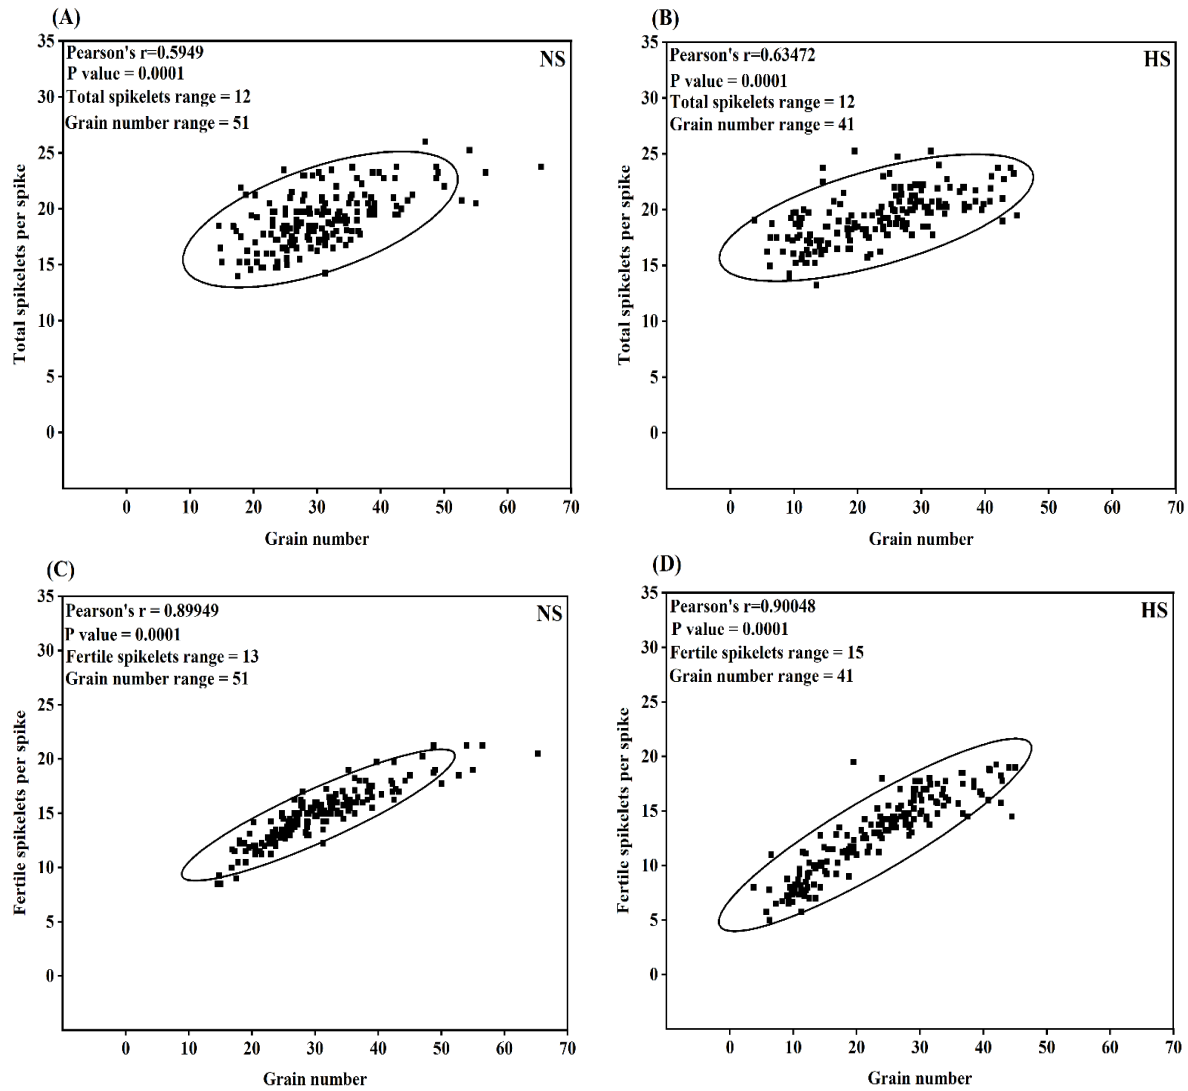 (A)
Pearson's r=0.5949
NS
P value = 0.0001
Total spikelets range = 12
Grain number range = 51
35
30
25
20
15
10
5
0
Total spikelets per spike
0 10 20 30 40 50 60 70
Grain number
(B)
Pearson's r=0.63472
HS
P value = 0.0001
Total spikelets range = 12
Grain number range = 41
35
30
25
20
15
10
5
0
Total spikelets per spike
0 10 20 30 40 50 60 70
Grain number
(C)
Pearson's r = 0.89949
NS
P value = 0.0001
Fertile spikelets range = 13
Grain number range = 51
35
30
25
20
15
10
5
0
Fertile spikelets per spike
0 10 20 30 40 50 60 70
Grain number
(D)
Pearson's r=0.90048
HS
P value = 0.0001
Fertile spikelets range = 15
Grain number range = 41
35
30
25
20
15
10
5
0
Fertile spikelets per spike
0 10 20 30 40 50 60 70
Grain number